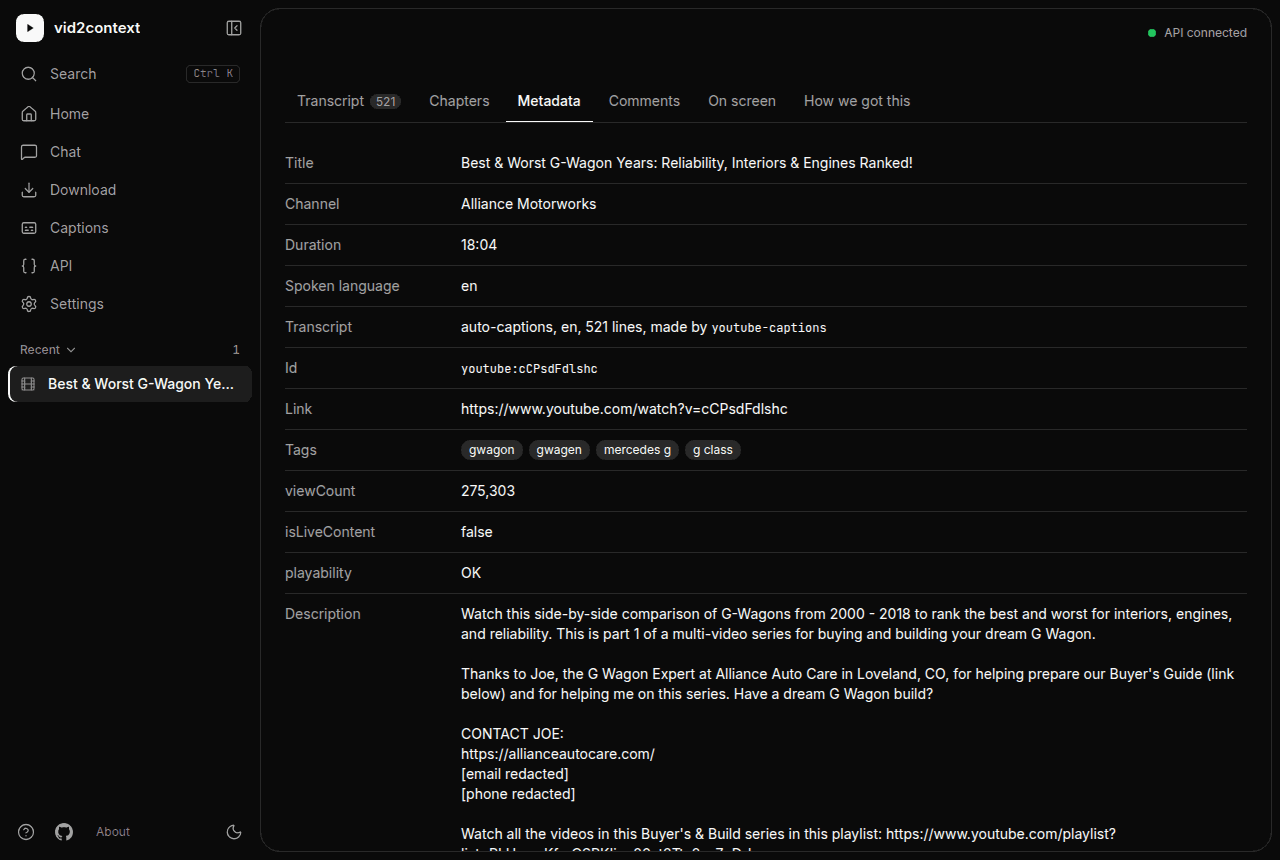 vid2context
Search
Ctrl K
Home
Chat
Download
Captions
API
Settings
Recent
1
Best & Worst G-Wagon Ye...
About
API connected
Transcript 521 Chapters Metadata Comments On screen How we got this
Title Best & Worst G-Wagon Years: Reliability, Interiors & Engines Ranked!
Channel Alliance Motorworks
Duration 18:04
Spoken language en
Transcript auto-captions, en, 521 lines, made by youtube-captions
Id youtube:cCPsdFdlshc
Link https://www.youtube.com/watch?v=cCPsdFdlshc
Tags gwagon gwagen mercedes g g class
viewCount 275,303
isLiveContent false
playability OK
Description Watch this side-by-side comparison of G-Wagons from 2000 - 2018 to rank the best and worst for interiors, engines,
and reliability. This is part 1 of a multi-video series for buying and building your dream G Wagon.
Thanks to Joe, the G Wagon Expert at Alliance Auto Care in Loveland, CO, for helping prepare our Buyer's Guide (link
below) and for helping me on this series. Have a dream G Wagon build?
CONTACT JOE:
https://allianceautocare.com/
[email redacted]
[phone redacted]
Watch all the videos in this Buyer's & Build series in this playlist: https://www.youtube.com/playlist?